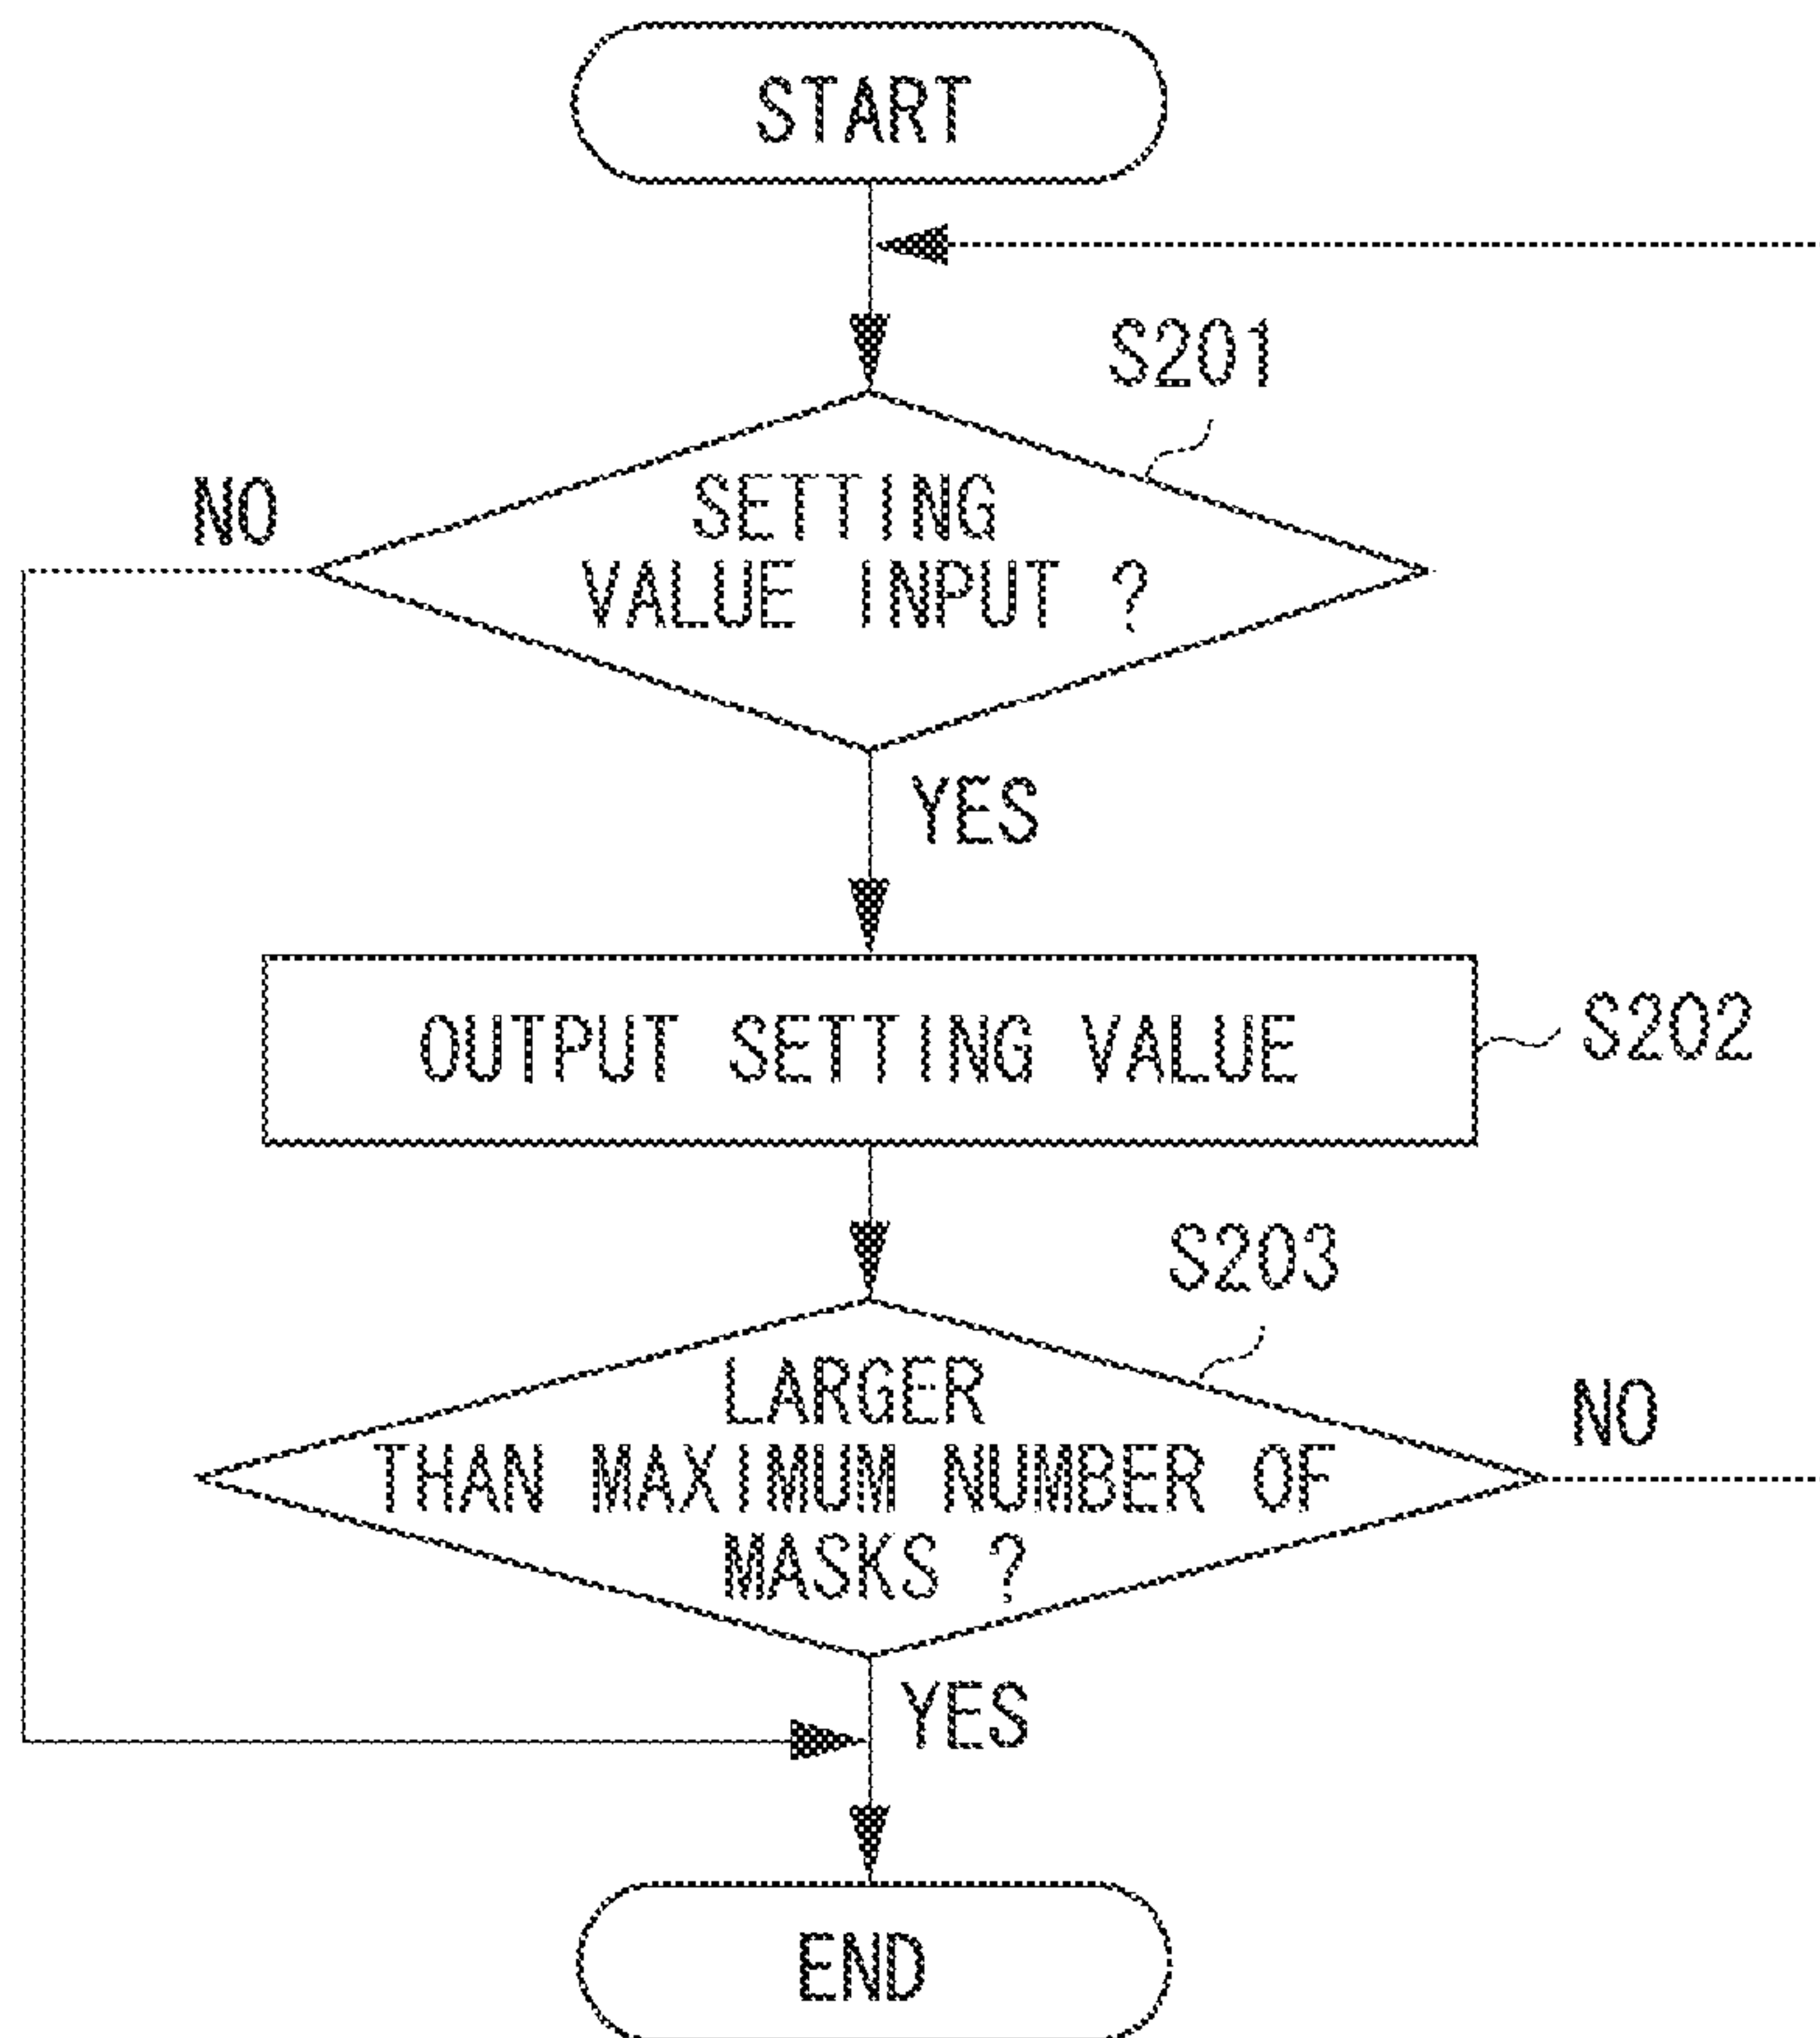 START
S201
NO
SETTING
VALUE INPUT ?
YES
OUTPUT SETTING VALUE
S202
S203
LARGER
THAN MAXIMUM NUMBER OF
MASKS ?
NO
YES
END